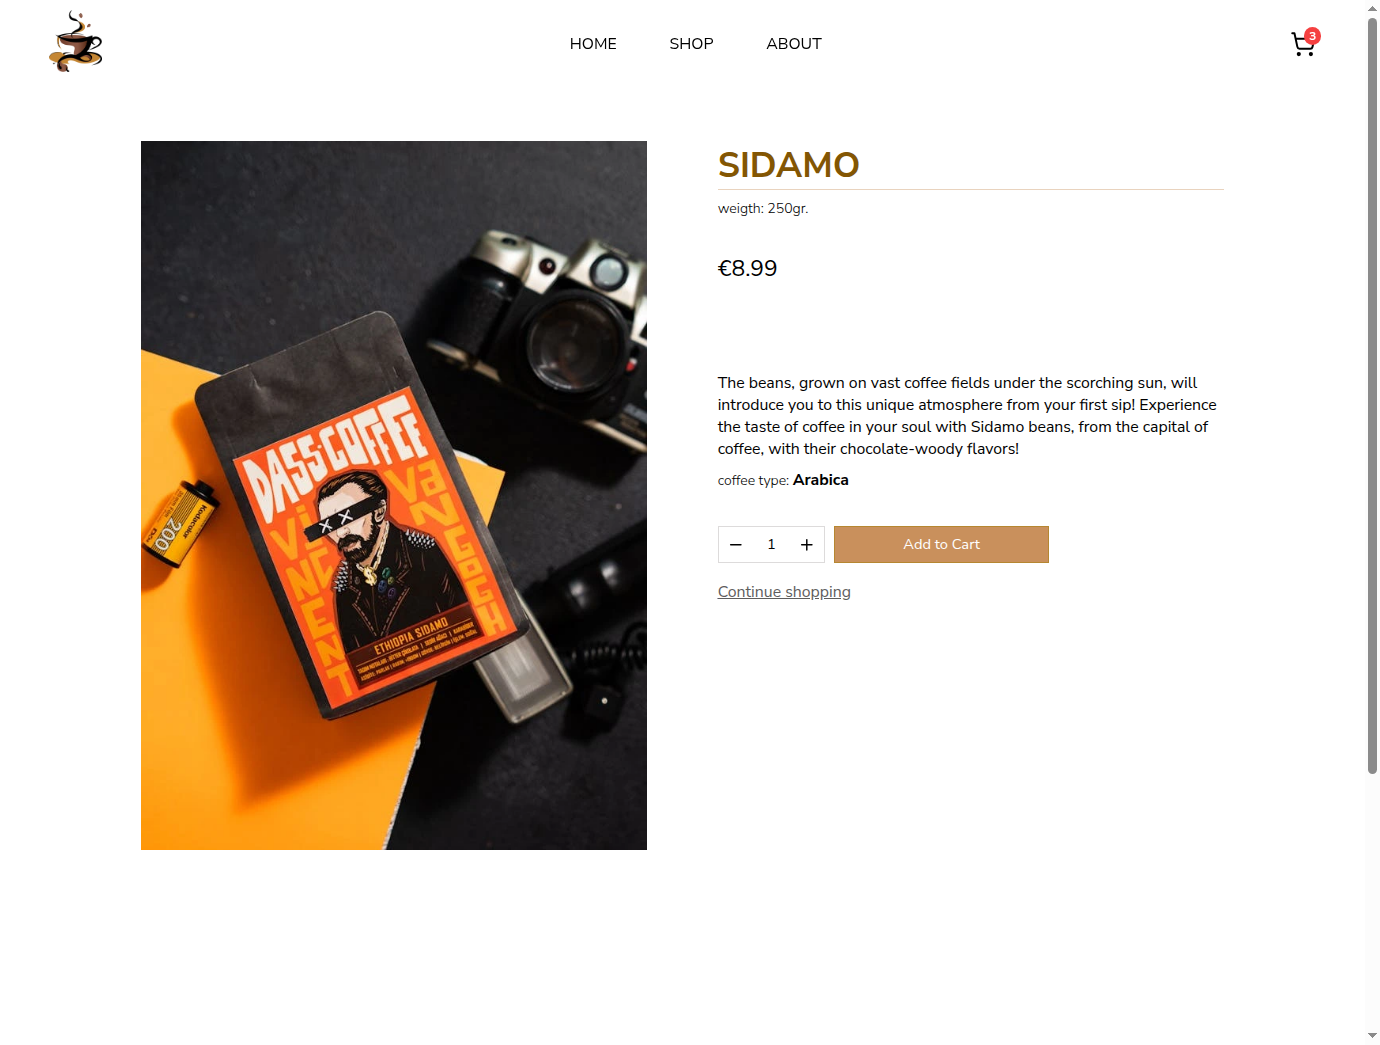 HOME SHOP ABOUT
3
SIDAMO
weigth: 250gr.
€8.99
The beans, grown on vast coffee fields under the scorching sun, will
introduce you to this unique atmosphere from your first sip! Experience
the taste of coffee in your soul with Sidamo beans, from the capital of
coffee, with their chocolate-woody flavors!
coffee type: Arabica
1
Add to Cart
Continue shopping
DASS COFFEE
VINCENT
VAN GOGH
ETHIOPIA SIDAMO
Kodacolor
200